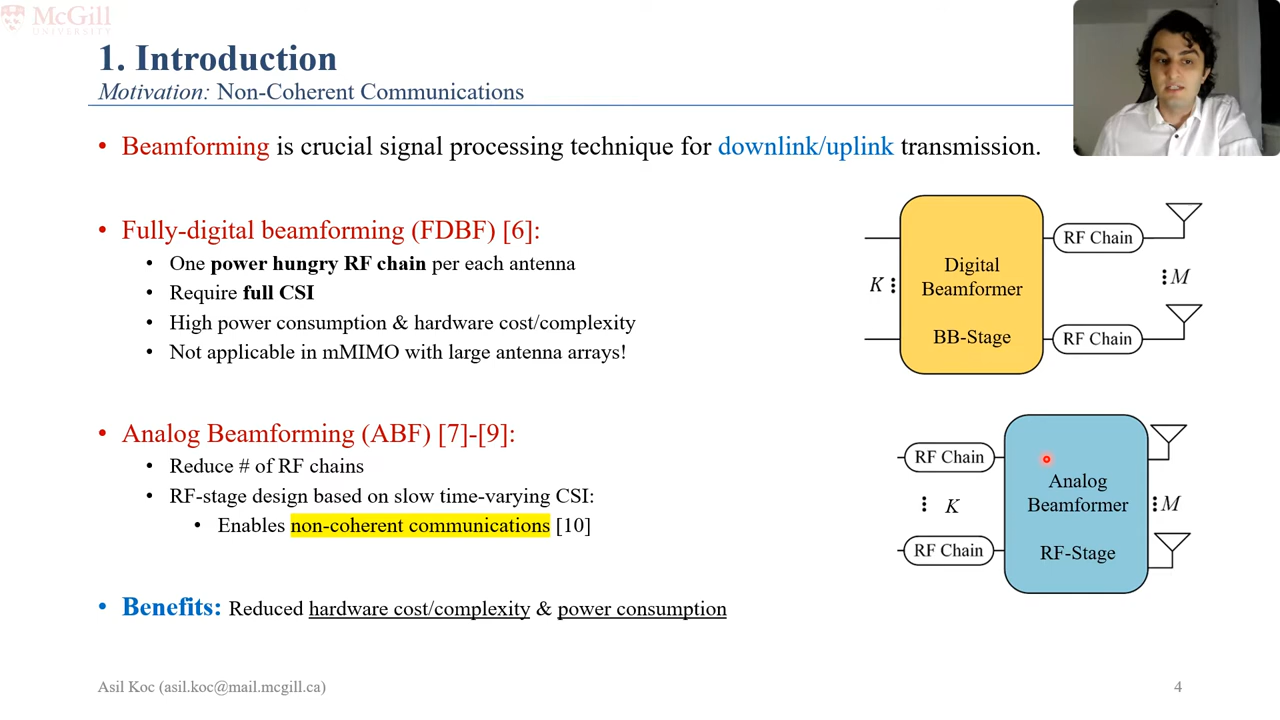 McGill
UNIVERSITY
1. Introduction
Motivation: Non-Coherent Communications
• Beamforming is crucial signal processing technique for downlink/uplink transmission.
• Fully-digital beamforming (FDBF) [6]:
• One power hungry RF chain per each antenna
• Require full CSI
• High power consumption & hardware cost/complexity
• Not applicable in mMIMO with large antenna arrays!
K
Digital
Beamformer
BB-Stage
RF Chain
M
RF Chain
• Analog Beamforming (ABF) [7]-[9]:
• Reduce # of RF chains
• RF-stage design based on slow time-varying CSI:
• Enables non-coherent communications [10]
RF Chain
K
RF Chain
Analog
Beamformer
RF-Stage
M
• Benefits: Reduced hardware cost/complexity & power consumption
Asil Koc (asil.koc@mail.mcgill.ca)
4